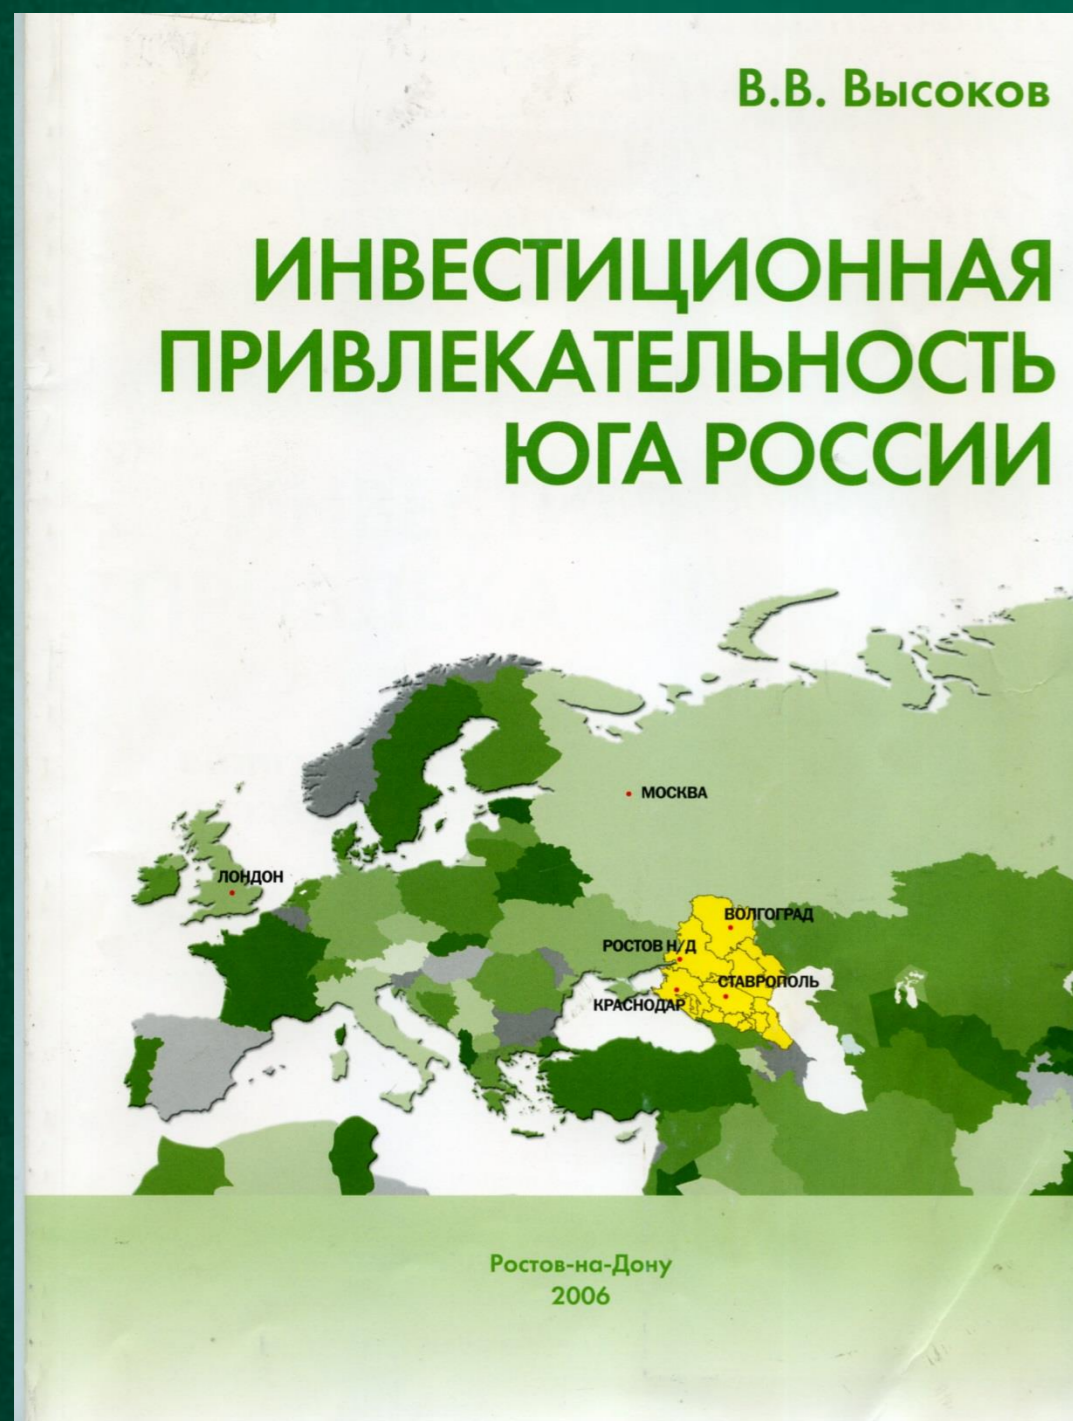 В.В. Высоков
ИНВЕСТИЦИОННАЯ
ПРИВЛЕКАТЕЛЬНОСТЬ
ЮГА РОССИИ
МОСКВА
ЛОНДОН
ВОЛГОГРАД
РОСТОВ Н/Д
СТАВРОПОЛЬ
КРАСНОДАР
Ростов-на-Дону
2006